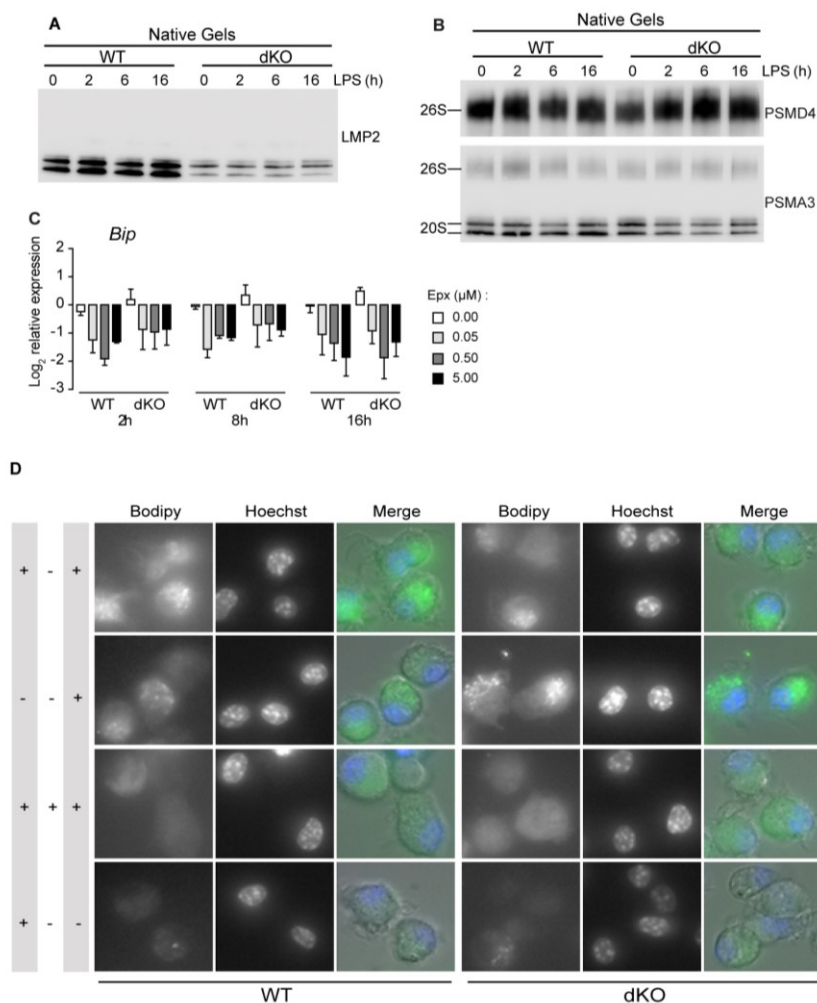 A
Native Gels
WT dKO
0 2 6 16 0 2 6 16 LPS (h)
LMP2
B
Native Gels
WT dKO
0 2 6 16 0 2 6 16 LPS (h)
26S
PSMD4
26S
PSMA3
20S
C
Bip
Log2 relative expression
2
1
0
-1
-2
-3
WT dKO WT dKO WT dKO
2h 8h 16h
Epx (µM) :
0.00
0.05
0.50
5.00
D
Bodipy Hoechst Merge Bodipy Hoechst Merge
+ - +
- - +
+ + +
+ - -
WT dKO